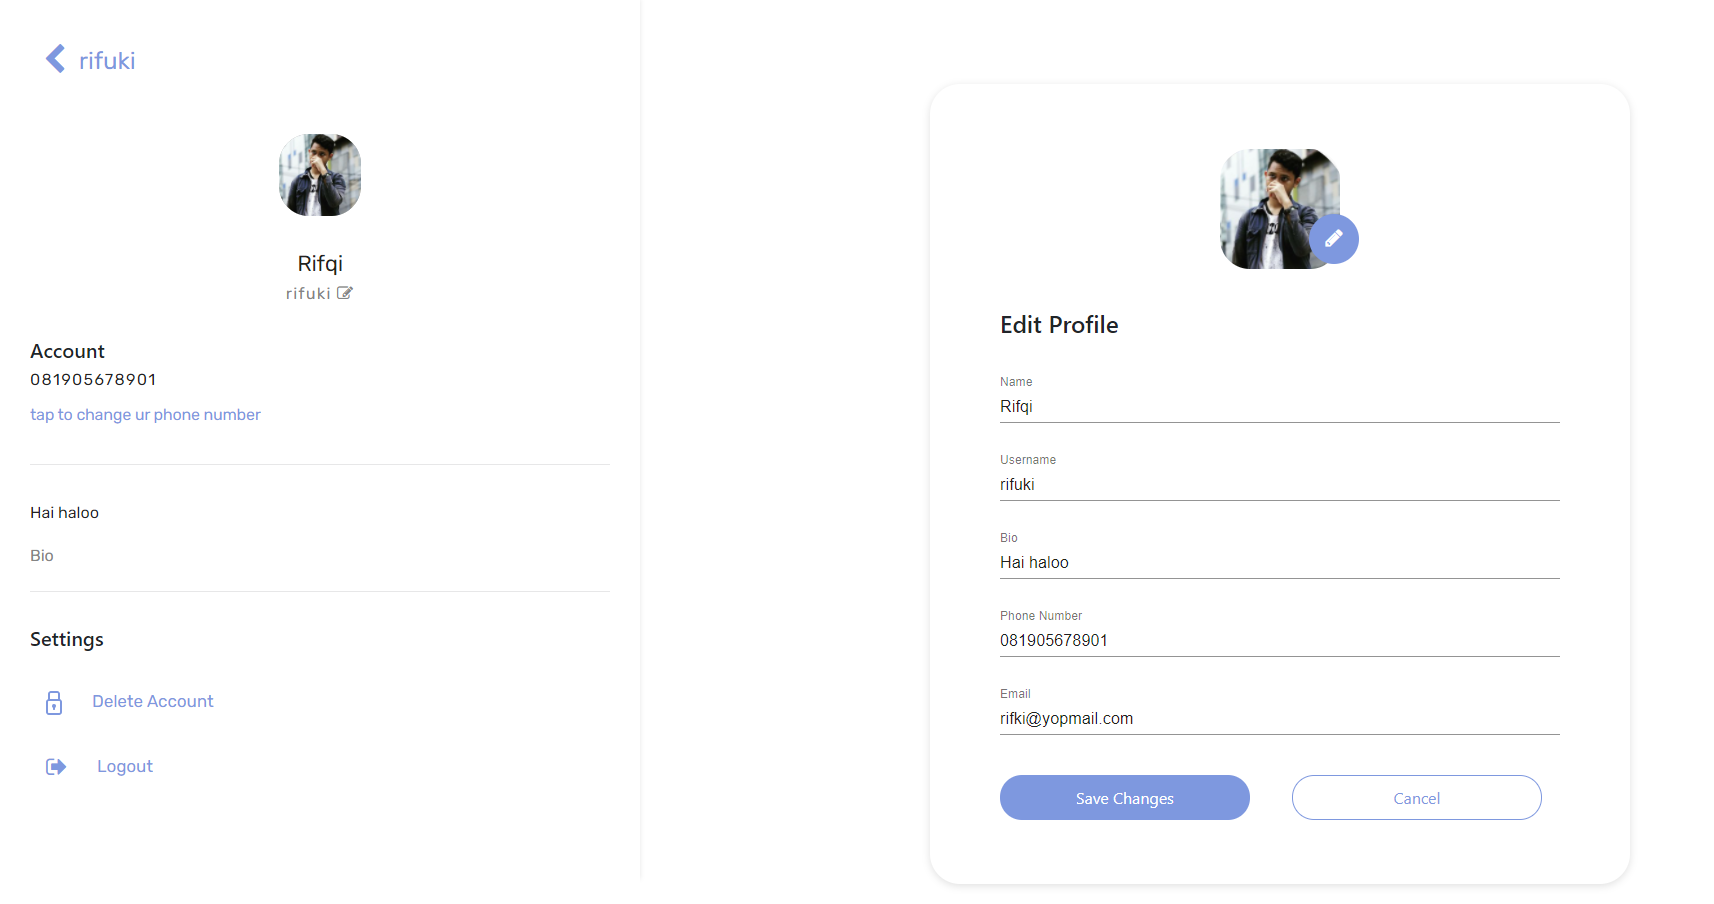 rifuki
Rifqi
rifuki
Account
081905678901
tap to change ur phone number
Hai haloo
Bio
Settings
Delete Account
Logout
Edit Profile
Name
Rifqi
Username
rifuki
Bio
Hai haloo
Phone Number
081905678901
Email
rifki@yopmail.com
Save Changes
Cancel